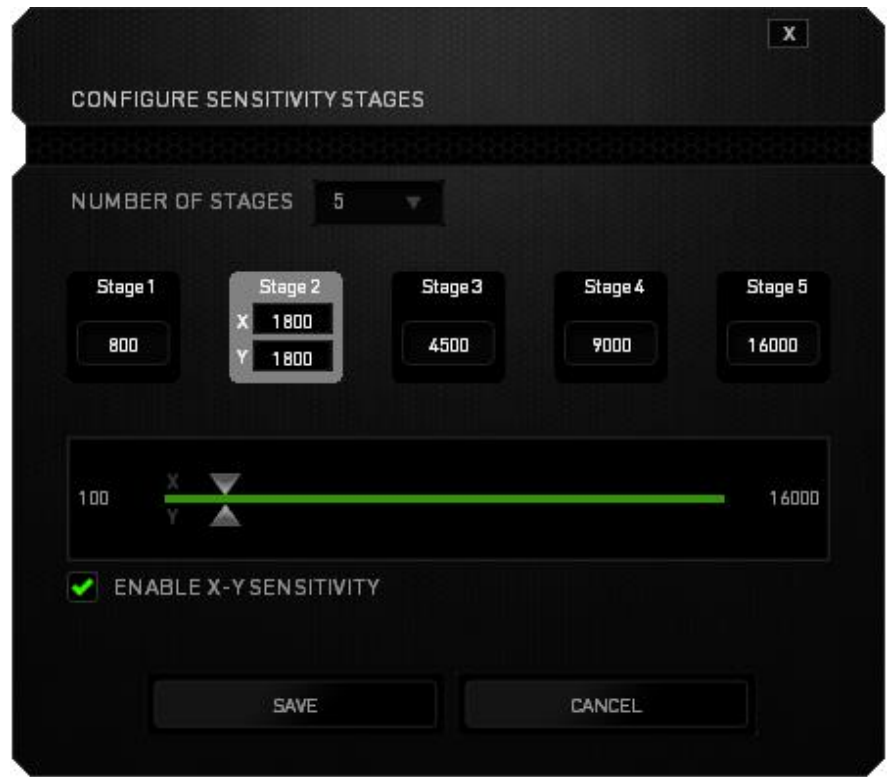 X
CONFIGURE SENSITIVITY STAGES
NUMBER OF STAGES 5
Stage 1 Stage 2 Stage 3 Stage 4 Stage 5
X 1800
800 4500 9000 16000
Y 1800
X
100 16000
Y
ENABLE X-Y SENSITIVITY
SAVE CANCEL